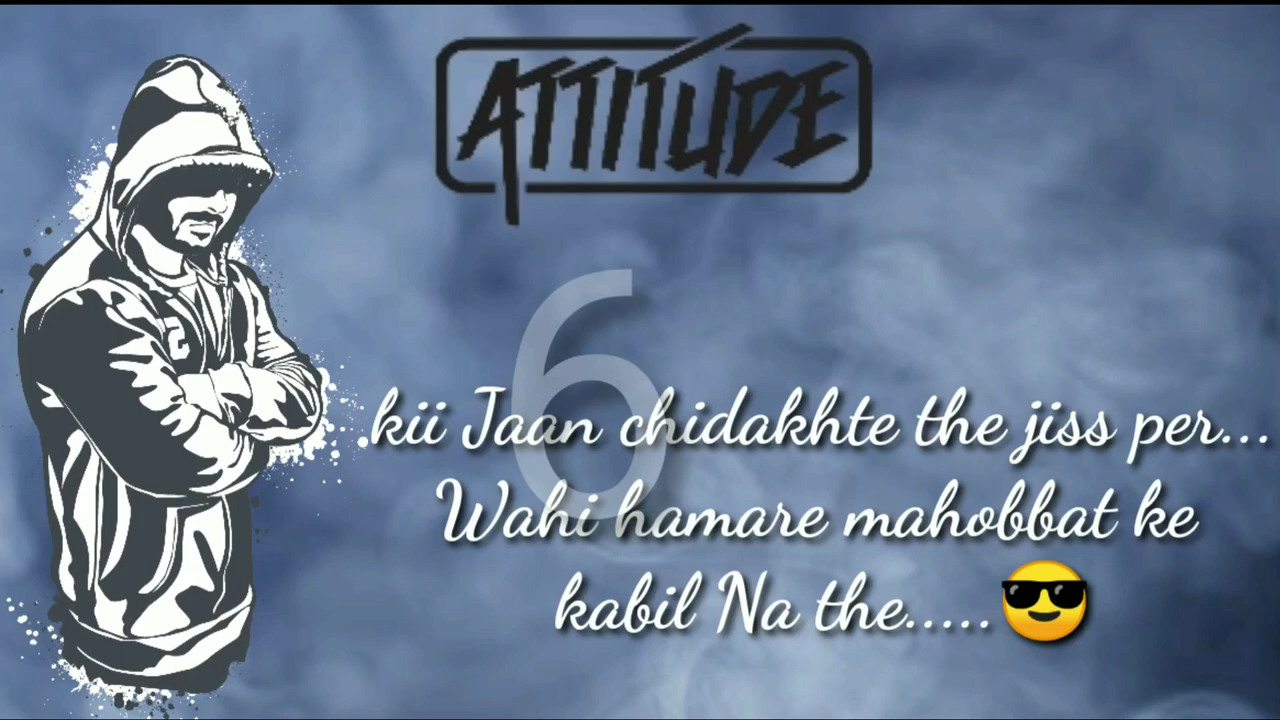 ATTITUDE
6
kii Jaan chidakhte the jiss per...
Wahi hamare mahobbat ke
kabil Na the.....😎